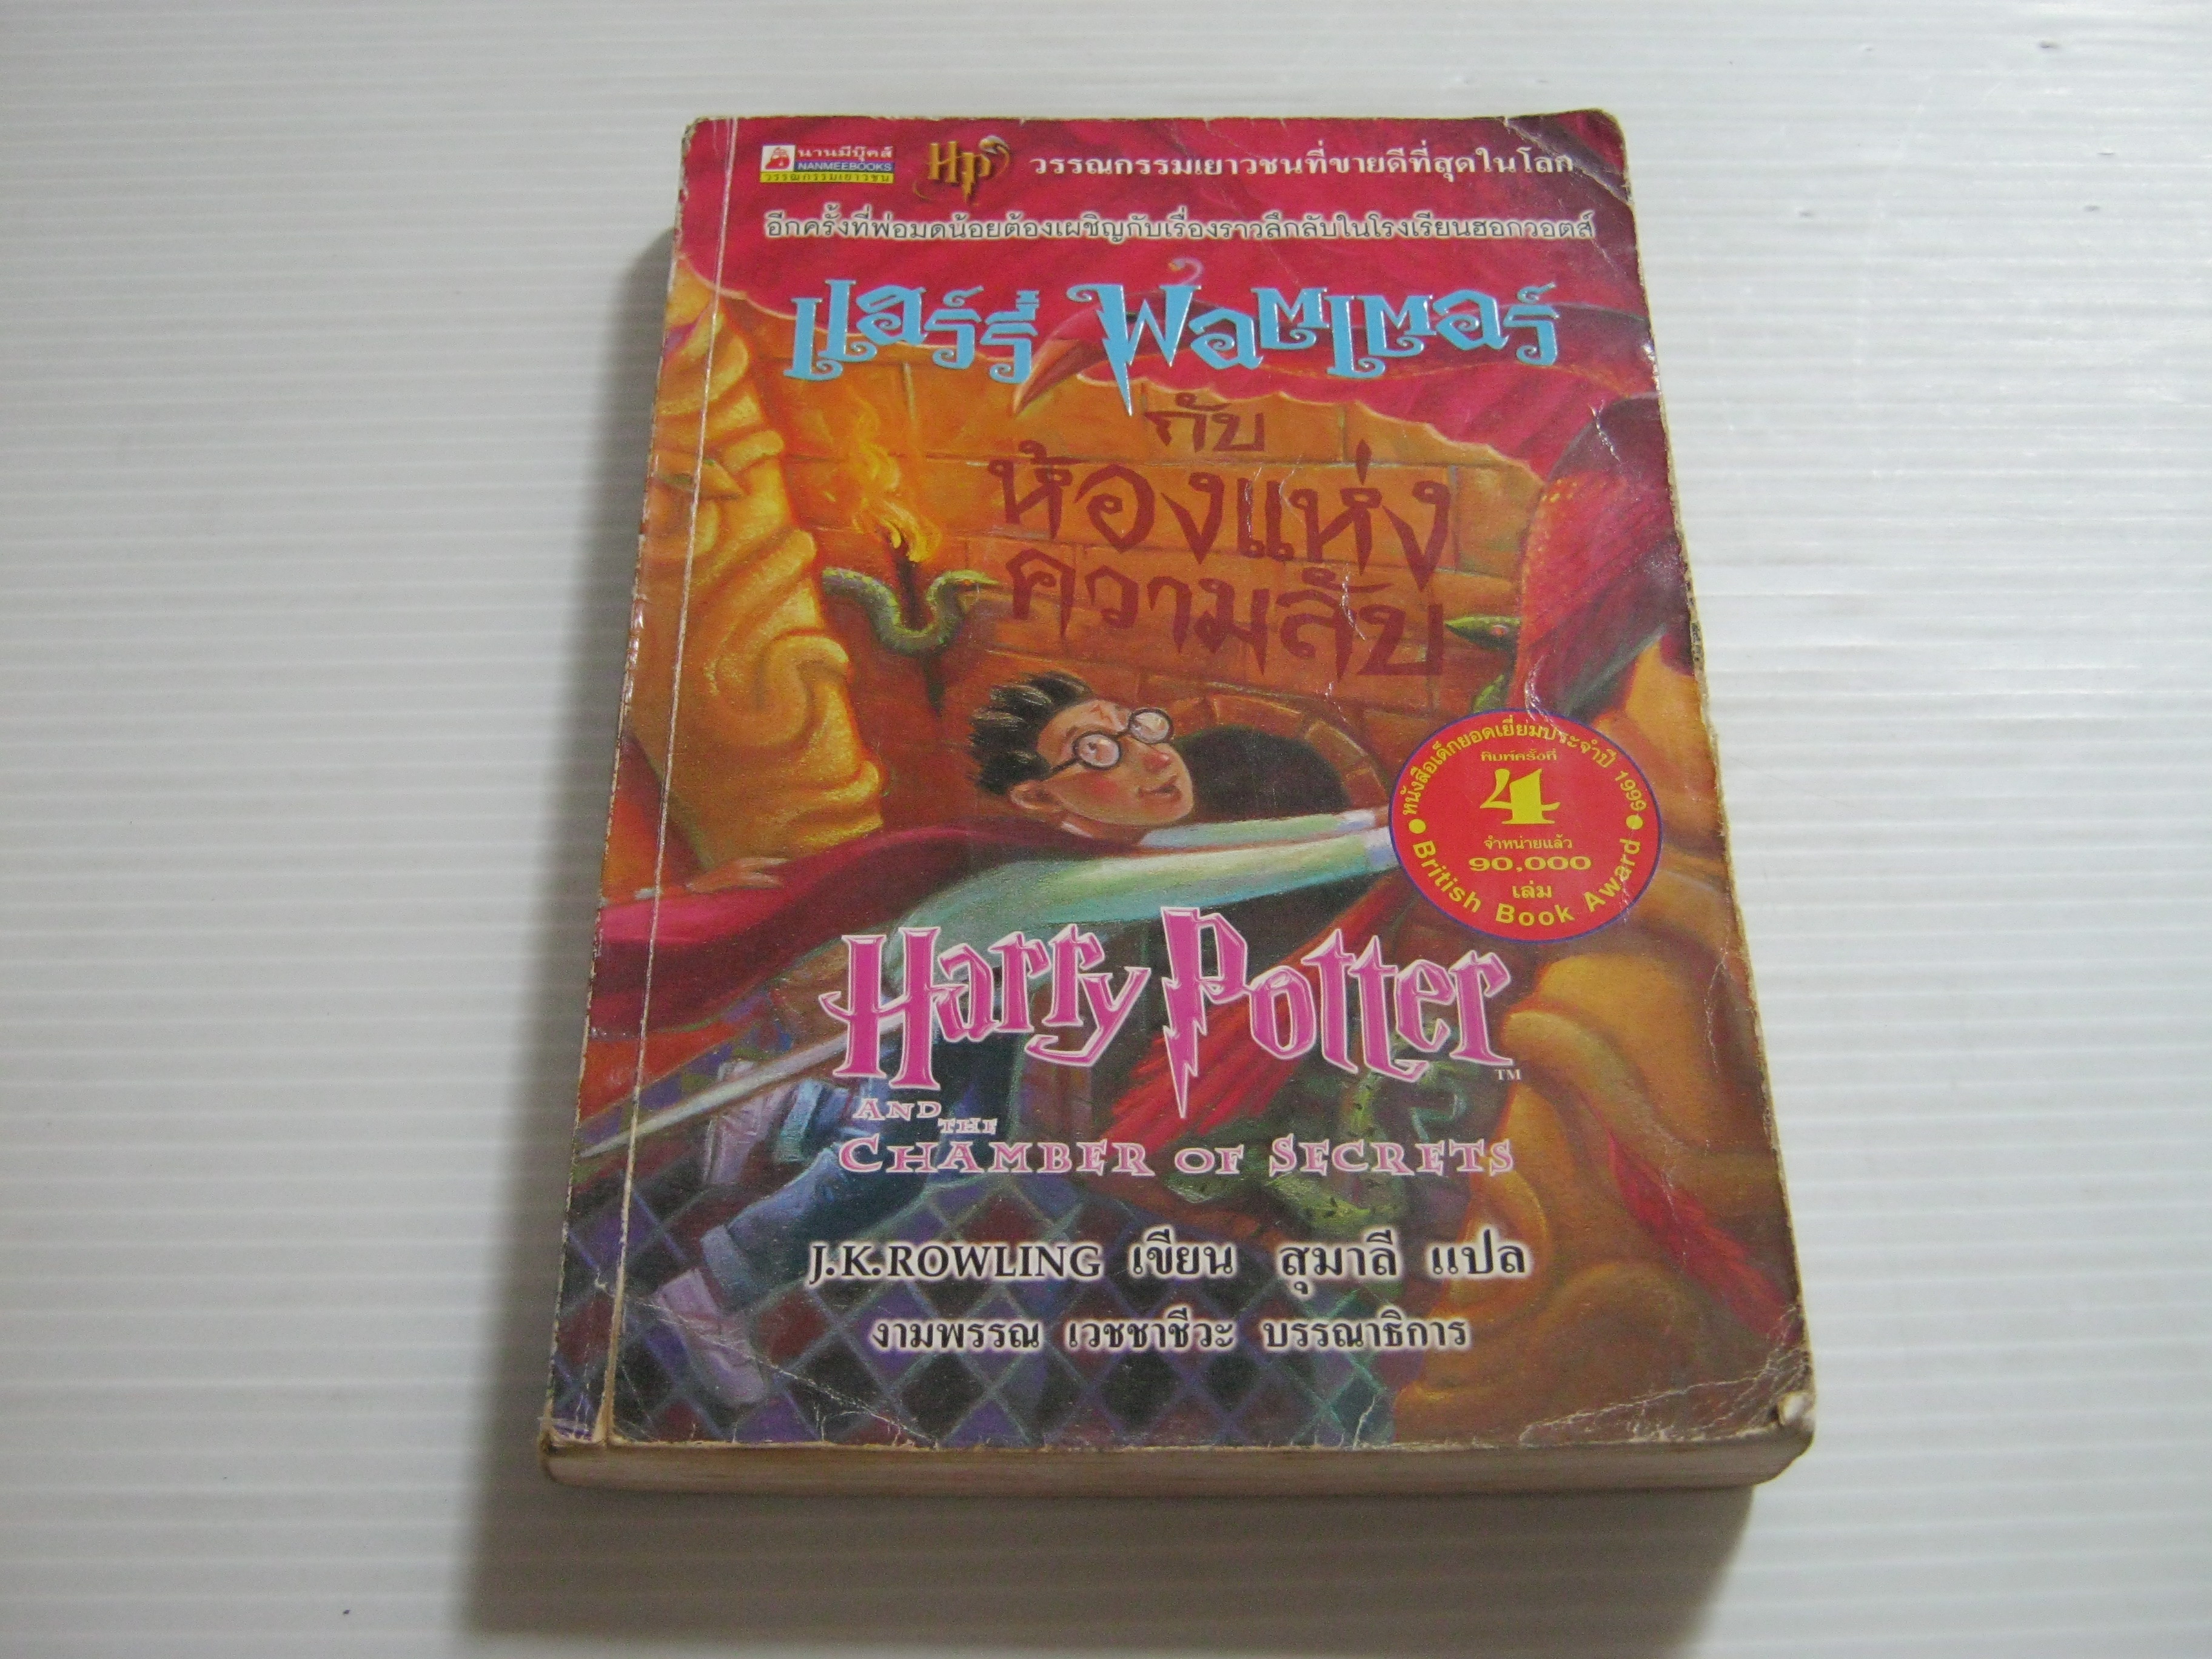 นานมีบุ๊คส์
NANMEEBOOKS
วรรณกรรมเยาวชน
HP วรรณกรรมเยาวชนที่ขายดีที่สุดในโลก
อีกครั้งที่พ่อมดน้อยต้องเผชิญกับเรื่องราวลึกลับในโรงเรียนฮอกวอตส์
แฮร์รี่ พอตเตอร์
กับ
ห้องแห่ง
ความลับ
หนังสือเด็กยอดเยี่ยมประจำปี 1999
พิมพ์ครั้งที่
4
จำหน่ายแล้ว
90,000
เล่ม
British Book Award
Harry Potter™
AND THE
CHAMBER OF SECRETS
J.K.ROWLING เขียน สุมาลี แปล
งามพรรณ เวชชาชีวะ บรรณาธิการ